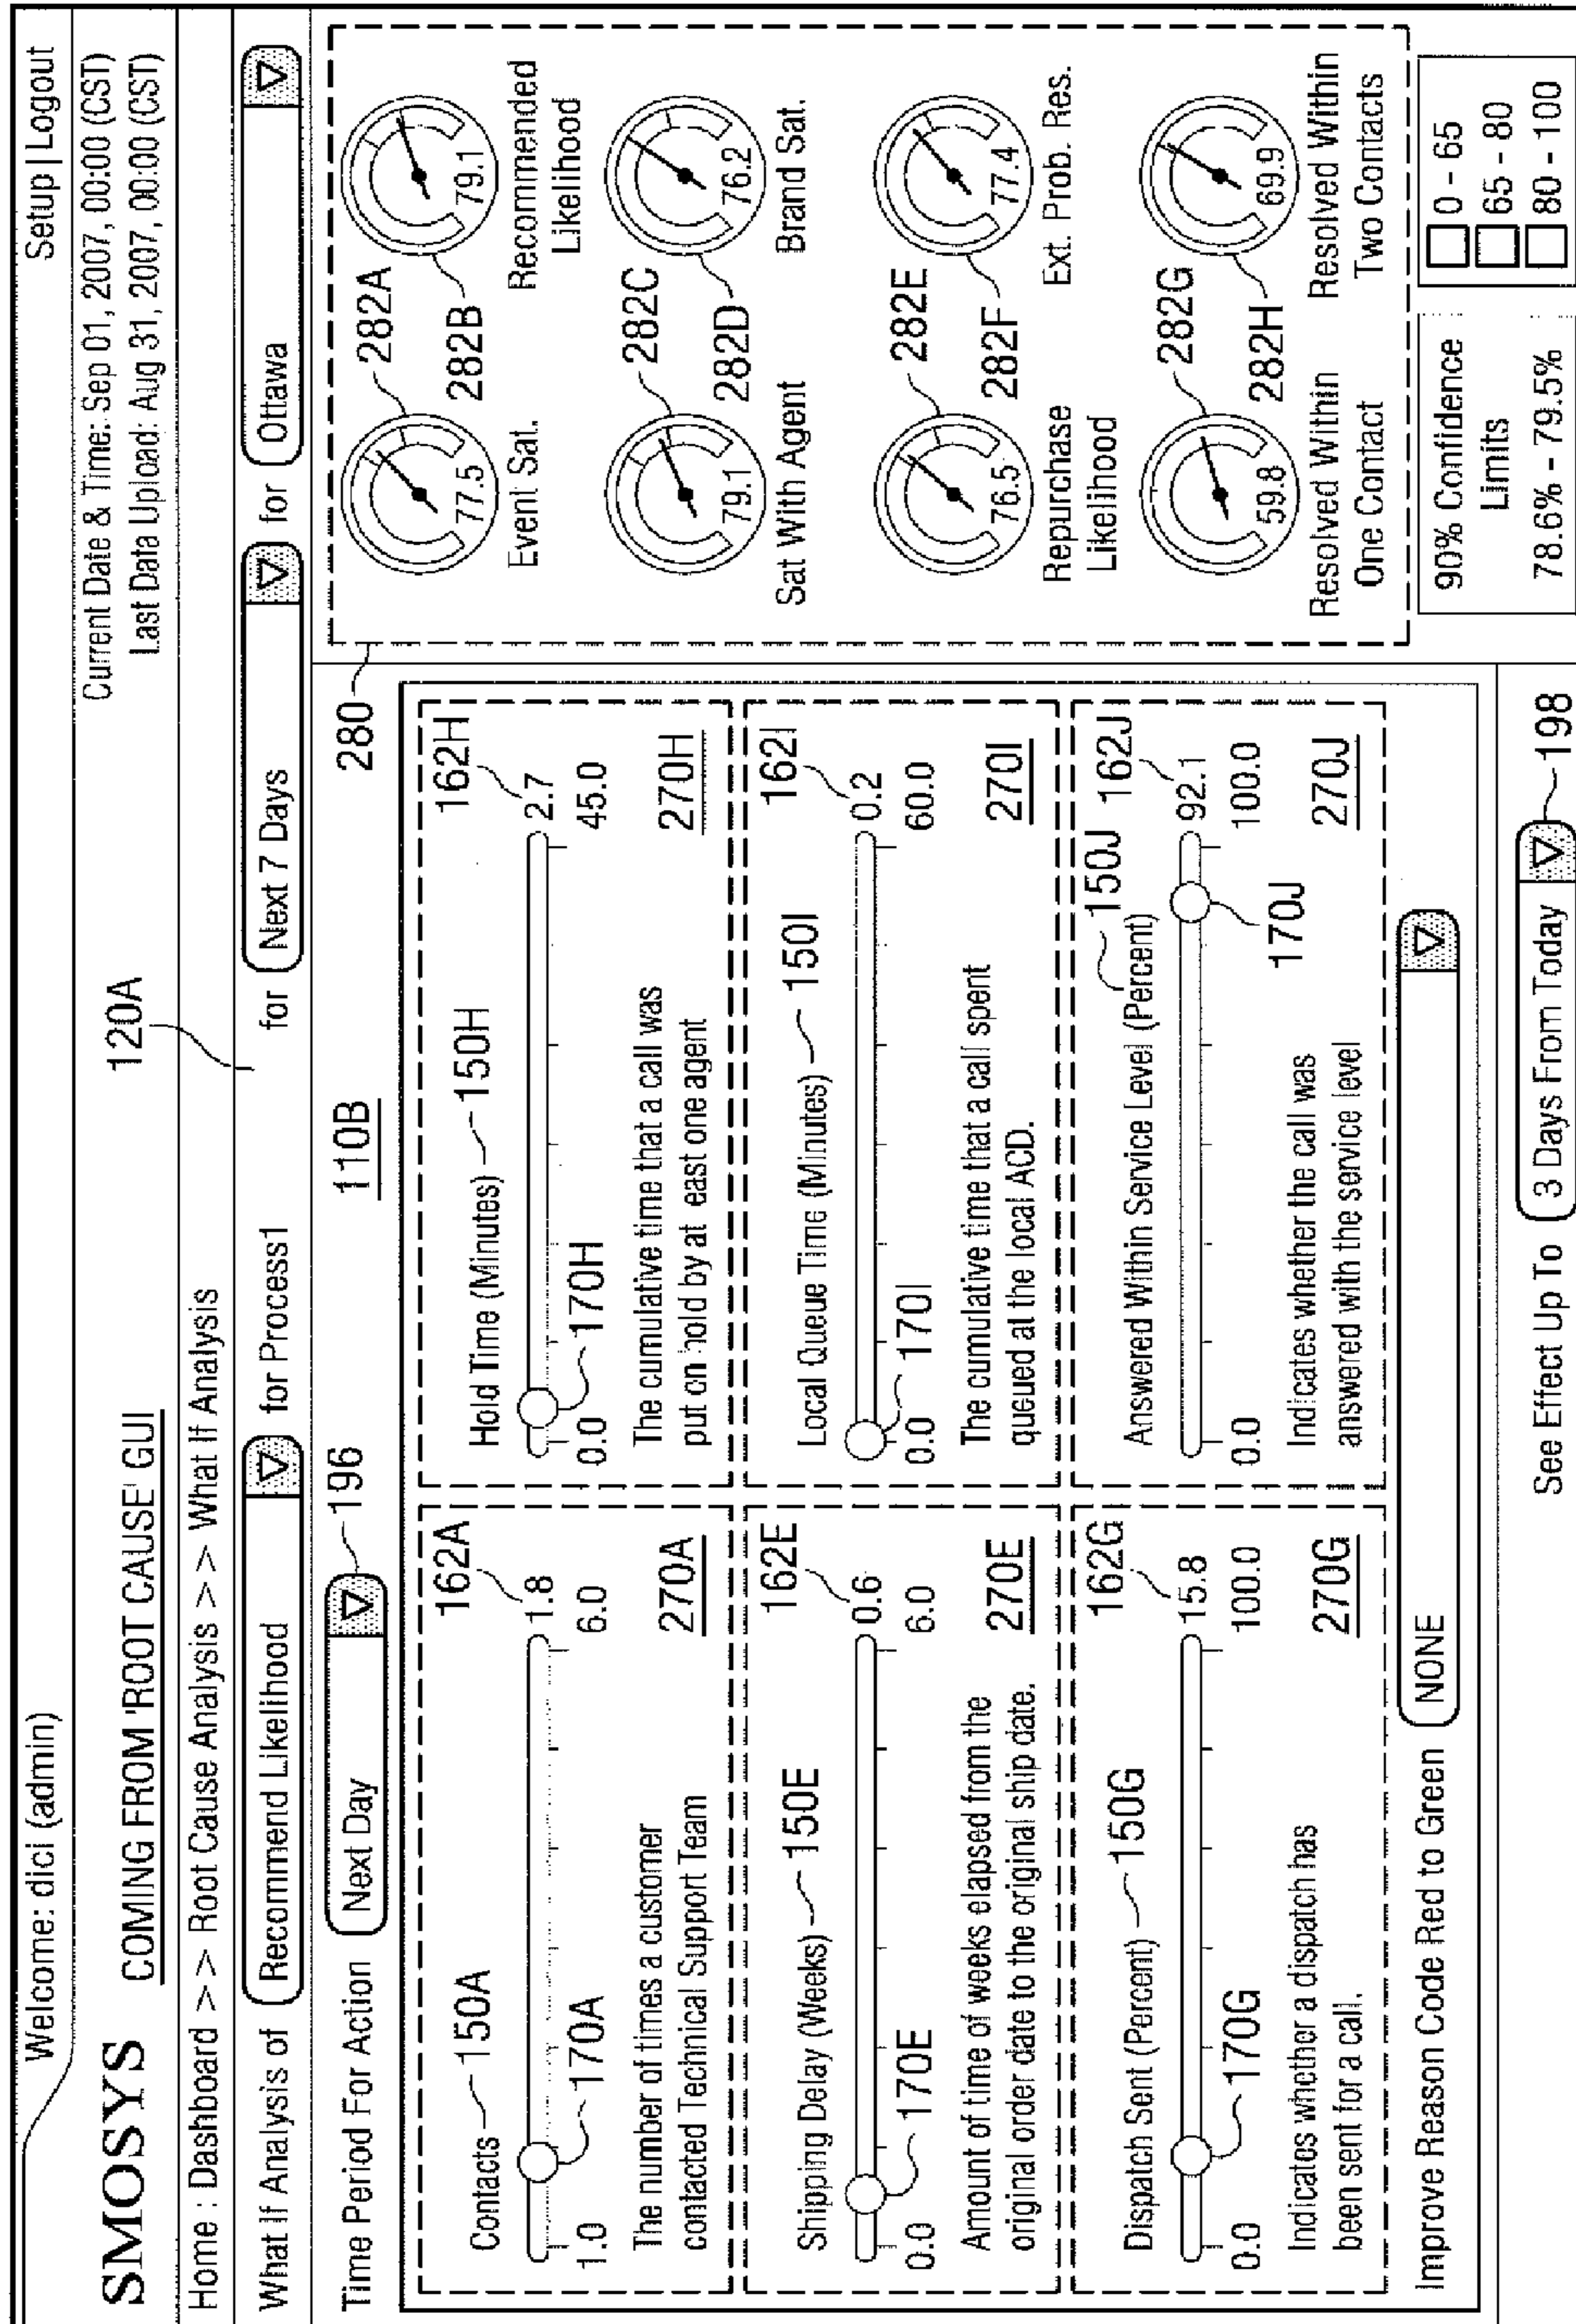 Welcome: dici (admin)
Setup | Logout
SMOSYS
COMING FROM 'ROOT CAUSE' GUI
120A
Current Date & Time: Sep 01, 2007, 00:00 (CST)
Last Data Upload: Aug 31, 2007, 00:00 (CST)
Home : Dashboard >> Root Cause Analysis >> What If Analysis
What If Analysis of Recommend Likelihood for Process1 for Next 7 Days for Ottawa
Time Period For Action Next Day 196
110B
280
Contacts 150A
162A
1.8
170A
1.0
6.0
The number of times a customer
contacted Technical Support Team
270A
Hold Time (Minutes) 150H
162H
2.7
170H
0.0
45.0
The cumulative time that a call was
put on hold by at east one agent
270H
Shipping Delay (Weeks) 150E
162E
0.6
170E
0.0
6.0
Amount of time of weeks elapsed from the
original order date to the original ship date.
270E
Local Queue Time (Minutes) 150I
162I
0.2
170I
0.0
60.0
The cumulative time that a call spent
queued at the local ACD.
270I
Dispatch Sent (Percent) 150G
162G
15.8
170G
0.0
100.0
Indicates whether a dispatch has
been sent for a call.
270G
Answered Within Service Level (Percent) 150J
162J
92.1
170J
0.0
100.0
Indicates whether the call was
answered with the service level
270J
Improve Reason Code Red to Green NONE
See Effect Up To 3 Days From Today 198
282A
77.5
Event Sat.
282B
79.1
Recommended
Likelihood
282C
79.1
Sat With Agent
282D
76.2
Brand Sat.
282E
76.5
Repurchase
Likelihood
282F
77.4
Ext. Prob. Res.
282G
59.8
Resolved Within
One Contact
282H
69.9
Resolved Within
Two Contacts
90% Confidence
Limits
78.6% - 79.5%
0 - 65
65 - 80
80 - 100